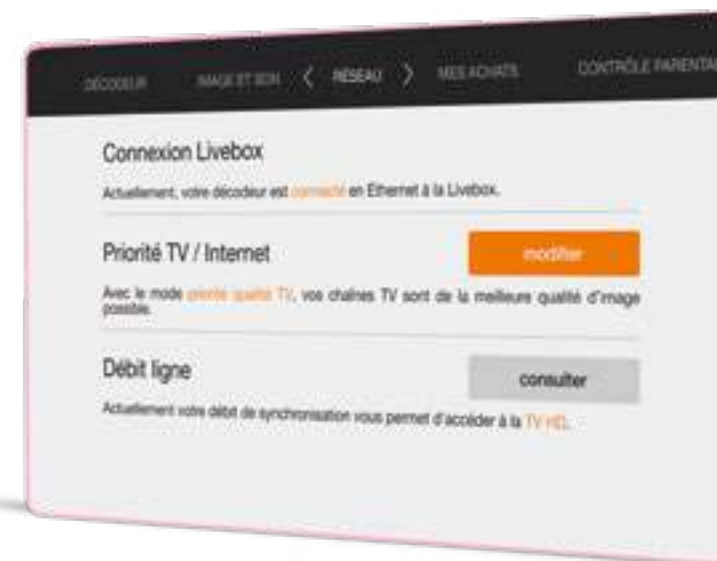 DÉCODEUR IMAGE ET SON < RÉSEAU > MES ACHATS CONTRÔLE PARENTAL
Connexion Livebox
Actuellement, votre décodeur est connecté en Ethernet à la Livebox.
Priorité TV / Internet modifier
Avec le mode priorité qualité TV, vos chaînes TV sont de la meilleure qualité d'image
possible.
Débit ligne consulter
Actuellement votre débit de synchronisation vous permet d'accéder à la TV HD.